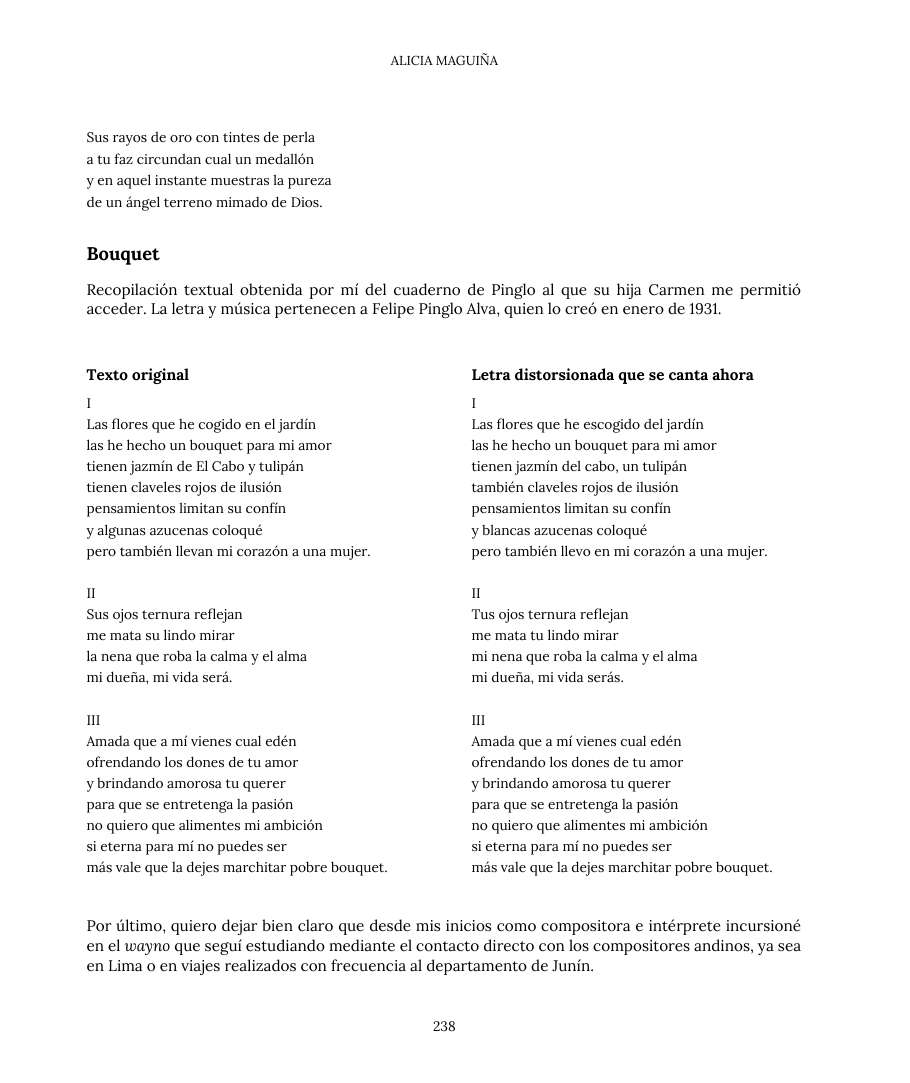 ALICIA MAGUIÑA
Sus rayos de oro con tintes de perla
a tu faz circundan cual un medallón
y en aquel instante muestras la pureza
de un ángel terreno mimado de Dios.
Bouquet
Recopilación textual obtenida por mí del cuaderno de Pinglo al que su hija Carmen me permitió
acceder. La letra y música pertenecen a Felipe Pinglo Alva, quien lo creó en enero de 1931.
Texto original
I
Las flores que he cogido en el jardín
las he hecho un bouquet para mi amor
tienen jazmín de El Cabo y tulipán
tienen claveles rojos de ilusión
pensamientos limitan su confín
y algunas azucenas coloqué
pero también llevan mi corazón a una mujer.
II
Sus ojos ternura reflejan
me mata su lindo mirar
la nena que roba la calma y el alma
mi dueña, mi vida será.
III
Amada que a mí vienes cual edén
ofrendando los dones de tu amor
y brindando amorosa tu querer
para que se entretenga la pasión
no quiero que alimentes mi ambición
si eterna para mí no puedes ser
más vale que la dejes marchitar pobre bouquet.
Letra distorsionada que se canta ahora
I
Las flores que he escogido del jardín
las he hecho un bouquet para mi amor
tienen jazmín del cabo, un tulipán
también claveles rojos de ilusión
pensamientos limitan su confín
y blancas azucenas coloqué
pero también llevo en mi corazón a una mujer.
II
Tus ojos ternura reflejan
me mata tu lindo mirar
mi nena que roba la calma y el alma
mi dueña, mi vida serás.
III
Amada que a mí vienes cual edén
ofrendando los dones de tu amor
y brindando amorosa tu querer
para que se entretenga la pasión
no quiero que alimentes mi ambición
si eterna para mí no puedes ser
más vale que la dejes marchitar pobre bouquet.
Por último, quiero dejar bien claro que desde mis inicios como compositora e intérprete incursioné
en el wayno que seguí estudiando mediante el contacto directo con los compositores andinos, ya sea
en Lima o en viajes realizados con frecuencia al departamento de Junín.
238